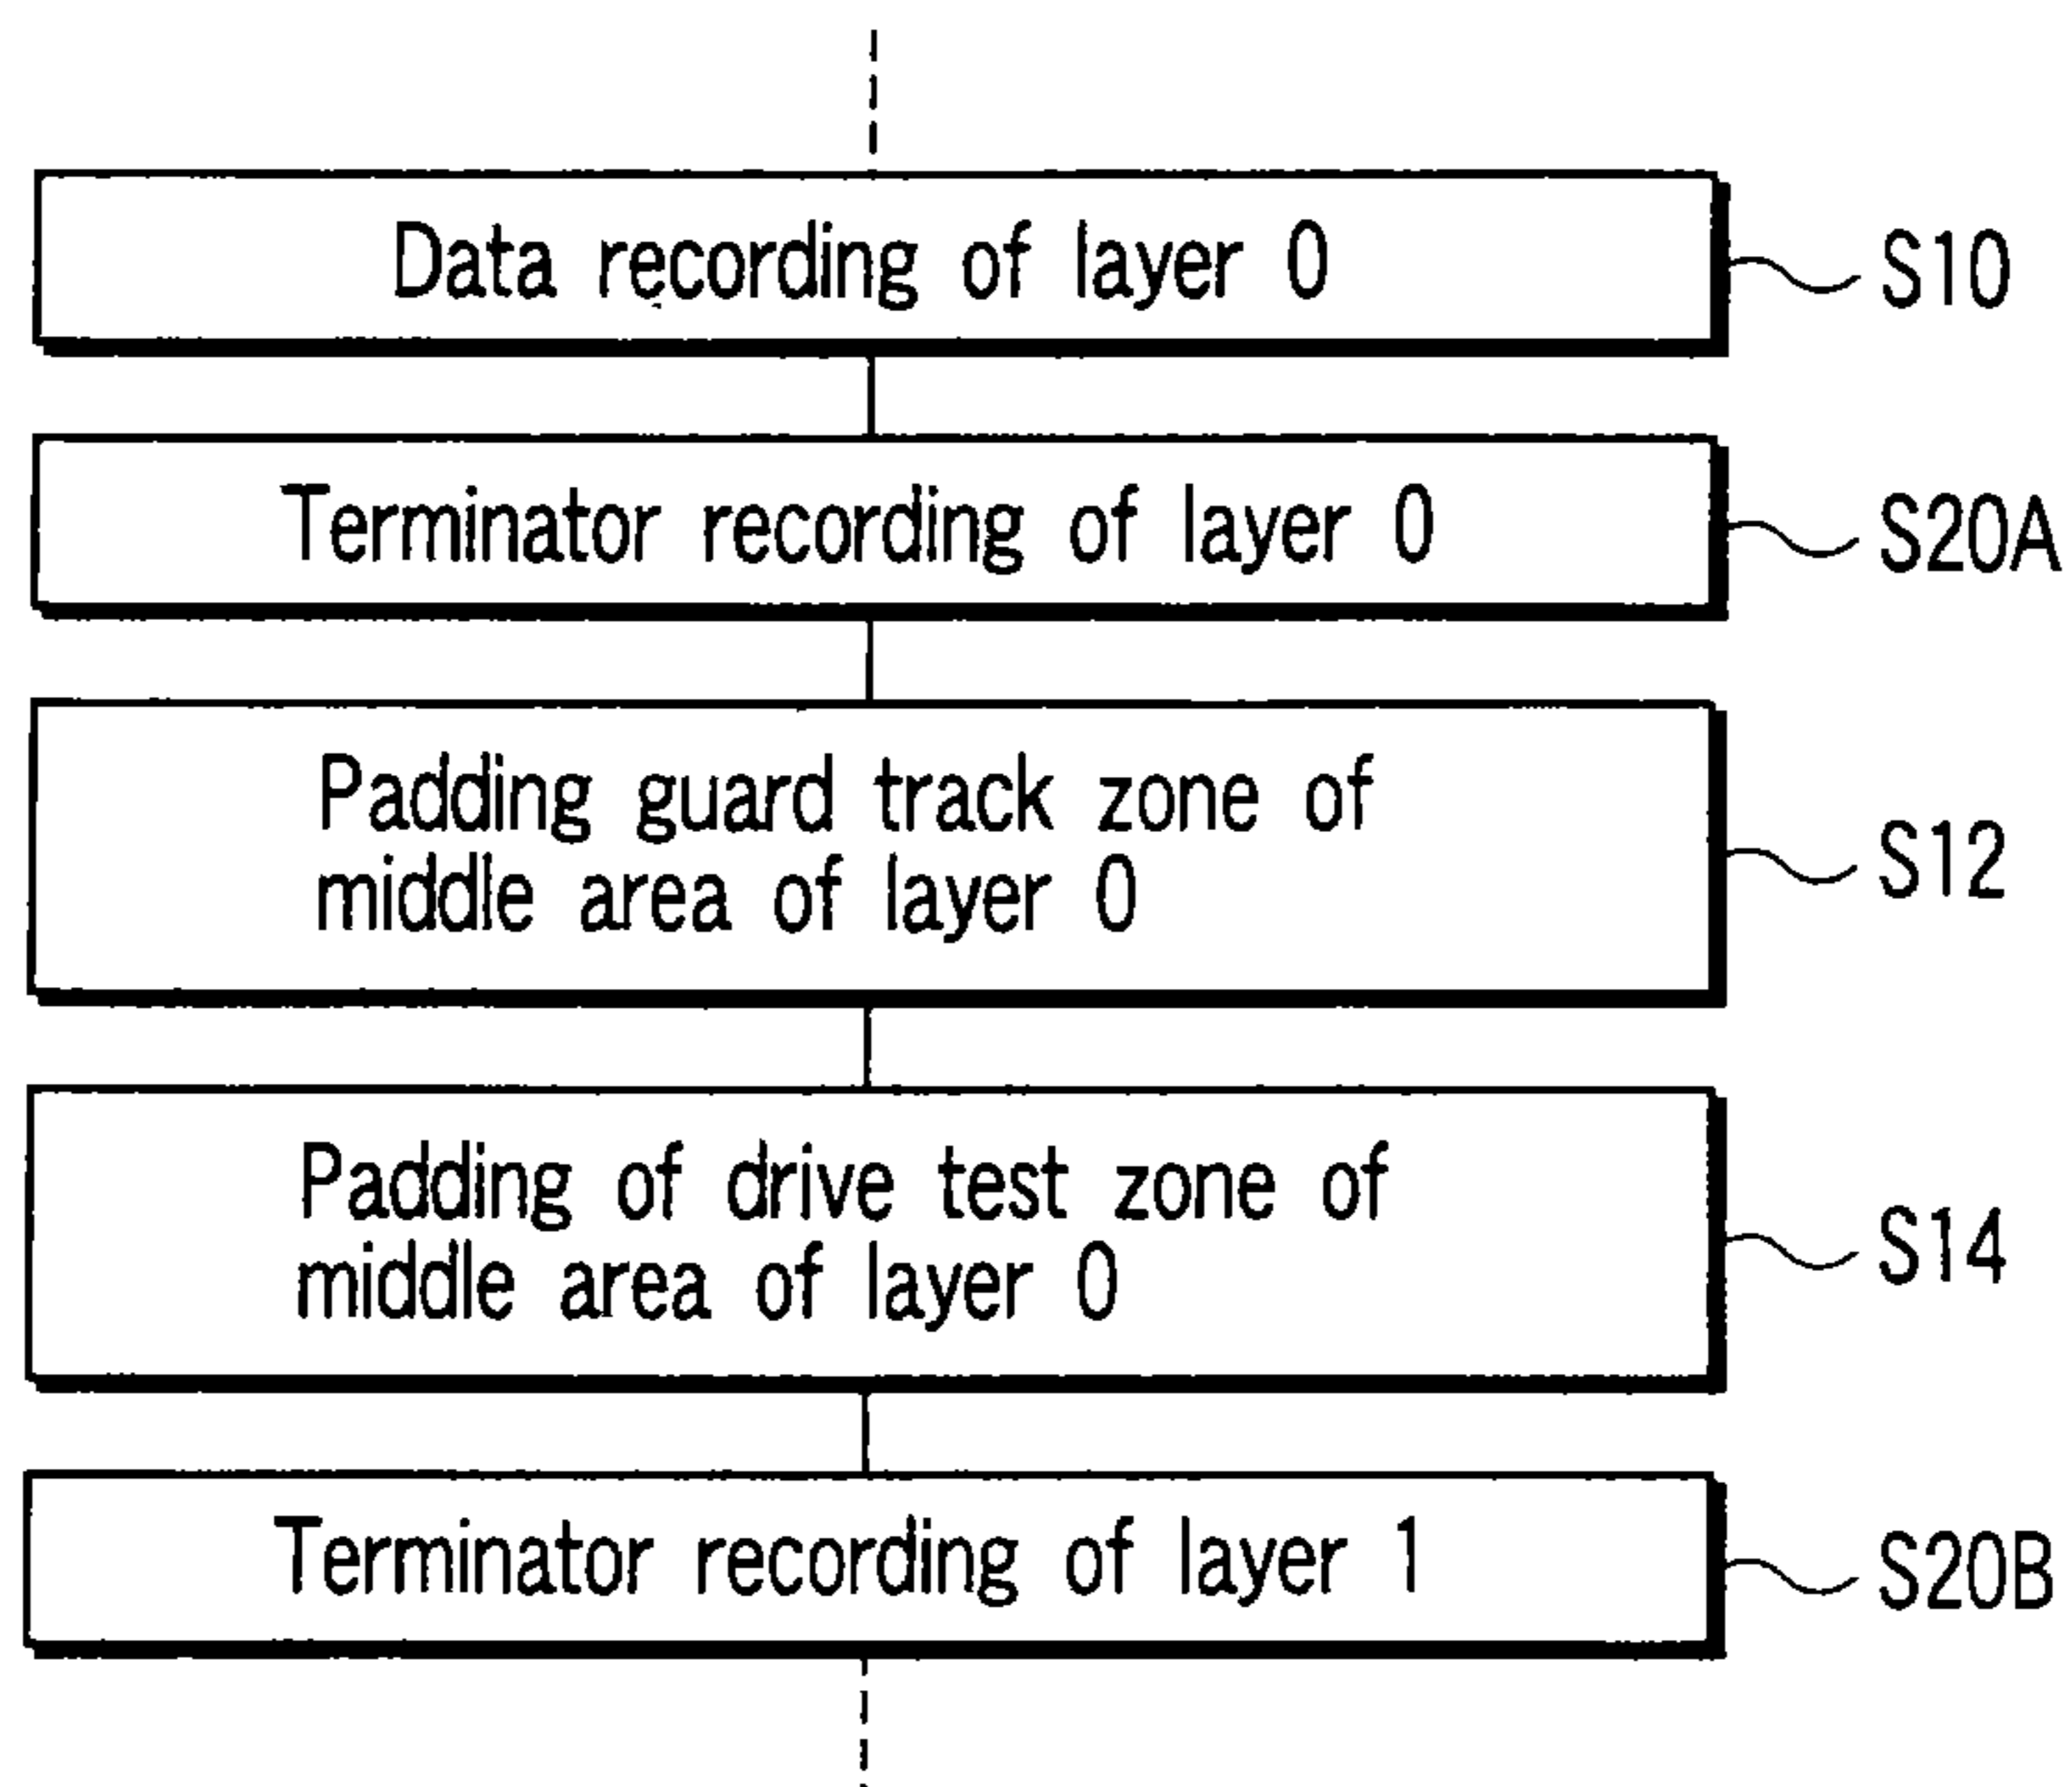 Data recording of layer 0
S10
Terminator recording of layer 0
S20A
Padding guard track zone of
middle area of layer 0
S12
Padding of drive test zone of
middle area of layer 0
S14
Terminator recording of layer 1
S20B